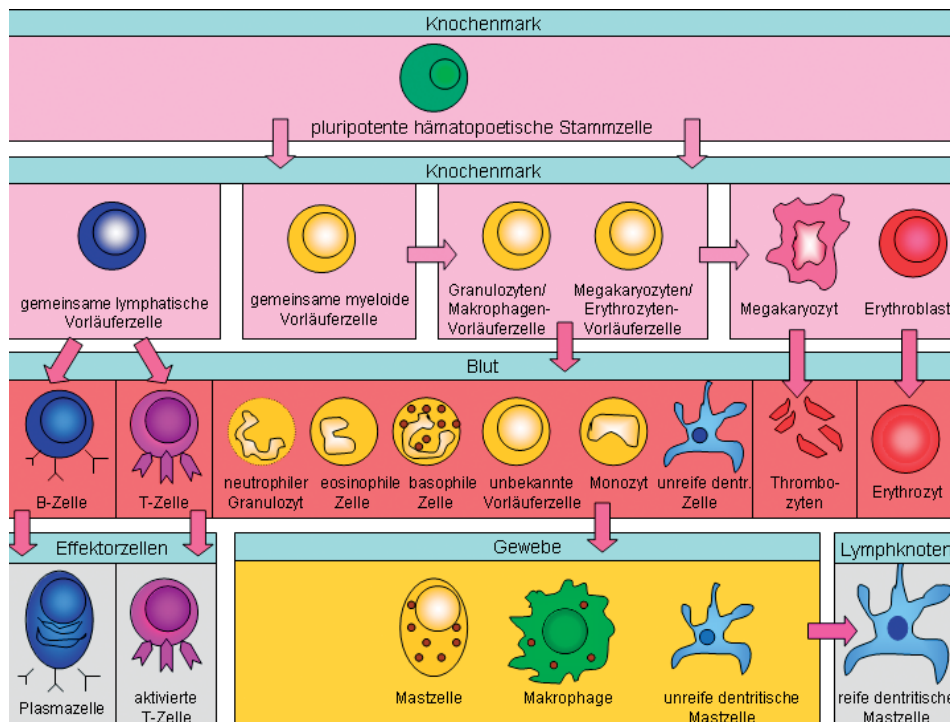 Knochenmark
pluripotente hämatopoetische Stammzelle
Knochenmark
gemeinsame lymphatische
Vorläuferzelle
gemeinsame myeloide
Vorläuferzelle
Granulozyten/
Makrophagen-
Vorläuferzelle
Megakaryozyten/
Erythrozyten-
Vorläuferzelle
Megakaryozyt
Erythroblast
Blut
B-Zelle
T-Zelle
neutrophiler
Granulozyt
eosinophile
Zelle
basophile
Zelle
unbekannte
Vorläuferzelle
Monozyt
unreife dentr.
Zelle
Thrombo-
zyten
Erythrozyt
Effektorzellen
Plasmazelle
aktivierte
T-Zelle
Gewebe
Mastzelle
Makrophage
unreife dentritische
Mastzelle
Lymphknoten
reife dentritische
Mastzelle